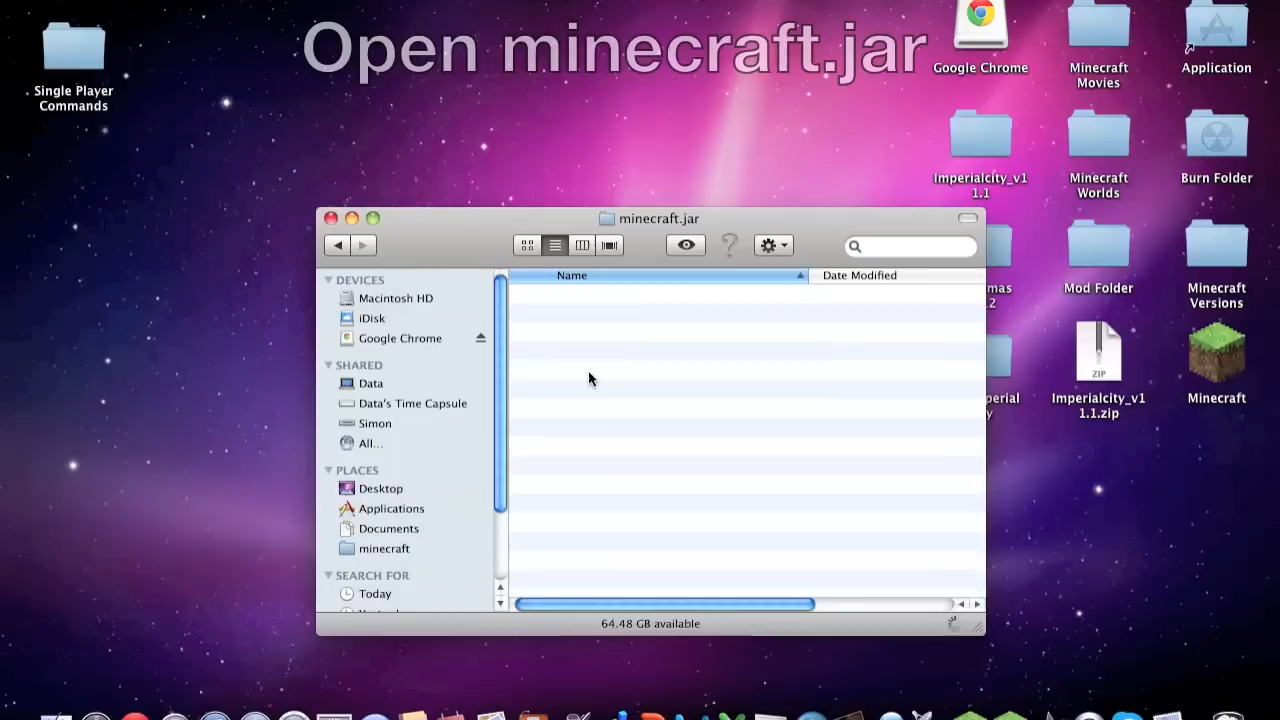 Open minecraft.jar
Single Player
Commands
Google Chrome
Minecraft
Movies
Application
Imperialcity_v1
1.1
Minecraft
Worlds
Burn Folder
mas
.2
Mod Folder
Minecraft
Versions
perial
y
Imperialcity_v1
1.1.zip
ZIP
Minecraft
minecraft.jar
Name
Date Modified
DEVICES
Macintosh HD
iDisk
Google Chrome
SHARED
Data
Data's Time Capsule
Simon
All...
PLACES
Desktop
Applications
Documents
minecraft
SEARCH FOR
Today
64.48 GB available